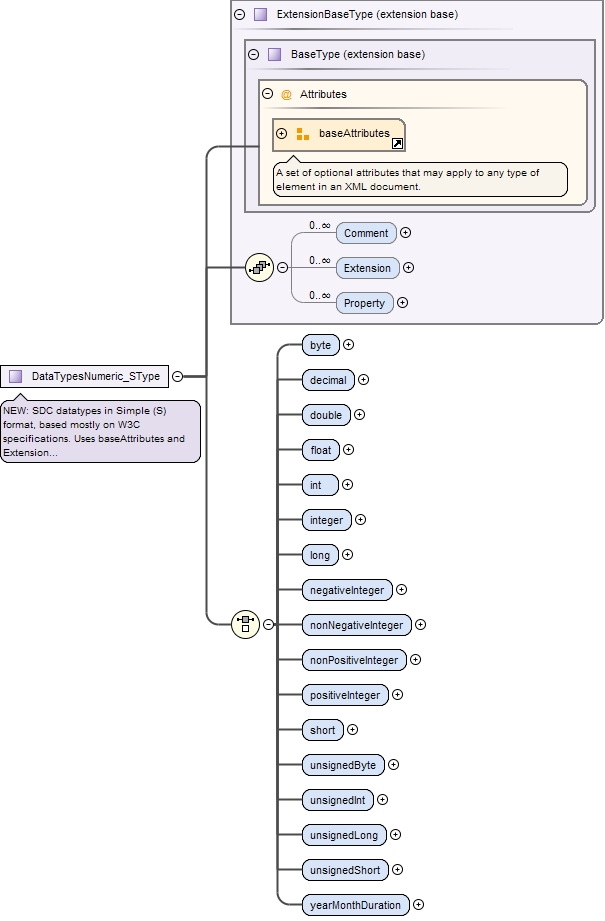 ExtensionBaseType (extension base)
BaseType (extension base)
@ Attributes
baseAttributes
A set of optional attributes that may apply to any type of
element in an XML document.
0..∞
Comment
0..∞
Extension
0..∞
Property
DataTypesNumeric_SType
NEW: SDC datatypes in Simple (S)
format, based mostly on W3C
specifications. Uses baseAttributes and
Extension...
byte
decimal
double
float
int
integer
long
negativeInteger
nonNegativeInteger
nonPositiveInteger
positiveInteger
short
unsignedByte
unsignedInt
unsignedLong
unsignedShort
yearMonthDuration